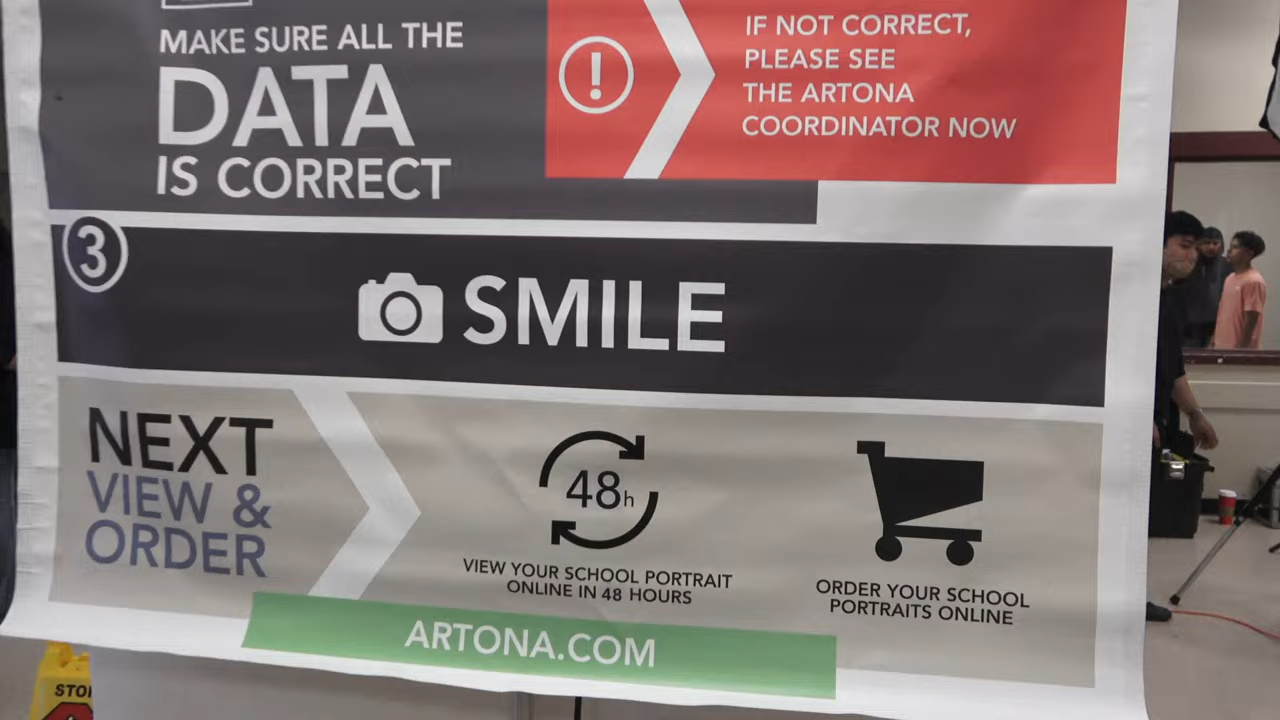 MAKE SURE ALL THE
DATA
IS CORRECT
IF NOT CORRECT,
PLEASE SEE
THE ARTONA
COORDINATOR NOW
3
SMILE
NEXT
VIEW &
ORDER
48h
VIEW YOUR SCHOOL PORTRAIT
ONLINE IN 48 HOURS
ORDER YOUR SCHOOL
PORTRAITS ONLINE
ARTONA.COM
STO